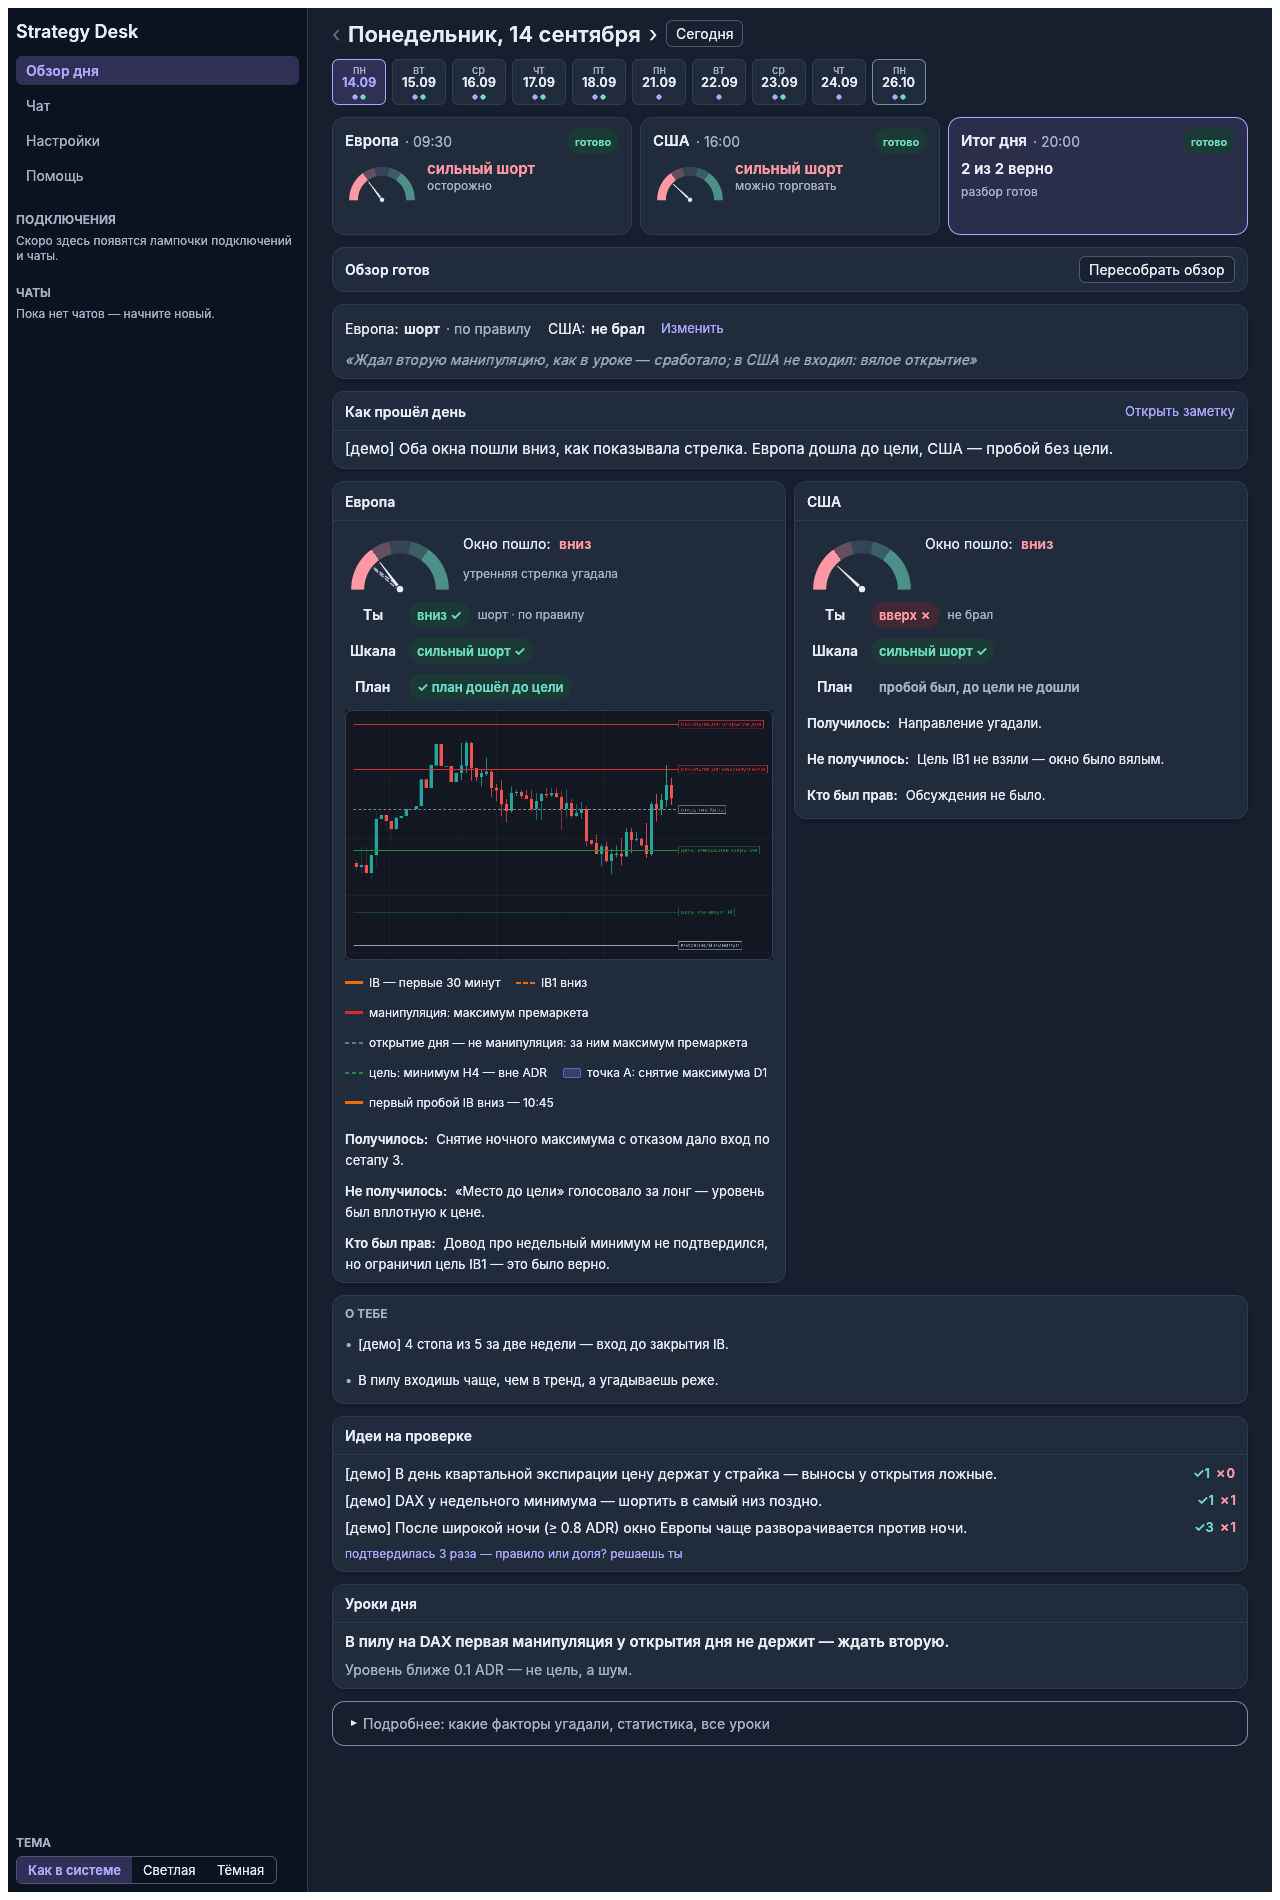 Strategy Desk
Обзор дня
Чат
Настройки
Помощь
ПОДКЛЮЧЕНИЯ
Скоро здесь появятся лампочки подключений
и чаты.
ЧАТЫ
Пока нет чатов — начните новый.
‹ Понедельник, 14 сентября › Сегодня
пн 14.09
вт 15.09
ср 16.09
чт 17.09
пт 18.09
пн 21.09
вт 22.09
ср 23.09
чт 24.09
пн 26.10
Европа · 09:30 готово
сильный шорт
осторожно
США · 16:00 готово
сильный шорт
можно торговать
Итог дня · 20:00 готово
2 из 2 верно
разбор готов
Обзор готов Пересобрать обзор
Европа: шорт · по правилу США: не брал Изменить
«Ждал вторую манипуляцию, как в уроке — сработало; в США не входил: вялое открытие»
Как прошёл день Открыть заметку
[демо] Оба окна пошли вниз, как показывала стрелка. Европа дошла до цели, США — пробой без цели.
Европа
Окно пошло: вниз
утренняя стрелка угадала
Ты вниз ✓ шорт · по правилу
Шкала сильный шорт ✓
План ✓ план дошёл до цели
IB — первые 30 минут IB1 вниз
манипуляция: максимум премаркета
открытие дня — не манипуляция: за ним максимум премаркета
цель: минимум H4 — вне ADR точка А: снятие максимума D1
первый пробой IB вниз — 10:45
Получилось: Снятие ночного максимума с отказом дало вход по
сетапу 3.
Не получилось: «Место до цели» голосовало за лонг — уровень
был вплотную к цене.
Кто был прав: Довод про недельный минимум не подтвердился,
но ограничил цель IB1 — это было верно.
США
Окно пошло: вниз
Ты вверх × не брал
Шкала сильный шорт ✓
План пробой был, до цели не дошли
Получилось: Направление угадали.
Не получилось: Цель IB1 не взяли — окно было вялым.
Кто был прав: Обсуждения не было.
О ТЕБЕ
• [демо] 4 стопа из 5 за две недели — вход до закрытия IB.
• В пилу входишь чаще, чем в тренд, а угадываешь реже.
Идеи на проверке
[демо] В день квартальной экспирации цену держат у страйка — выносы у открытия ложные. ✓1 ×0
[демо] DAX у недельного минимума — шортить в самый низ поздно. ✓1 ×1
[демо] После широкой ночи (≥ 0.8 ADR) окно Европы чаще разворачивается против ночи. ✓3 ×1
подтвердилась 3 раза — правило или доля? решаешь ты
Уроки дня
В пилу на DAX первая манипуляция у открытия дня не держит — ждать вторую.
Уровень ближе 0.1 ADR — не цель, а шум.
▸ Подробнее: какие факторы угадали, статистика, все уроки
ТЕМА
Как в системе Светлая Тёмная